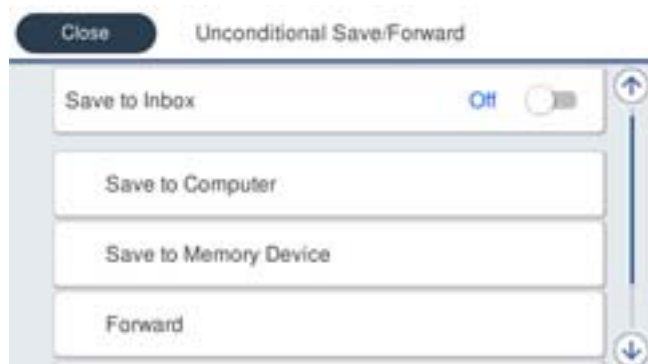 Close
Unconditional Save/Forward
Save to Inbox
Off
Save to Computer
Save to Memory Device
Forward